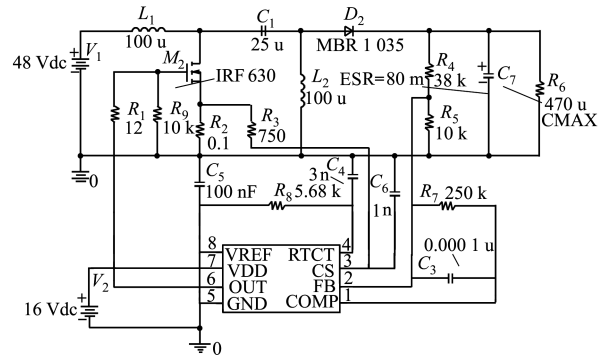 L1
100 u
C1
25 u
D2
MBR 1 035
48 Vdc
V1
M2
IRF 630
L2
100 u
ESR=80 m
R4
38 k
C7
R6
470 u
CMAX
R1
12
R9
10 k
R2
0.1
R3
750
R5
10 k
0
C5
100 nF
R8 5.68 k
C4
3n
C6
1n
R7 250 k
0.000 1 u
C3
8
7
6
5
VREF
VDD
OUT
GND
RTCT
CS
FB
COMP
4
3
2
1
V2
16 Vdc
0